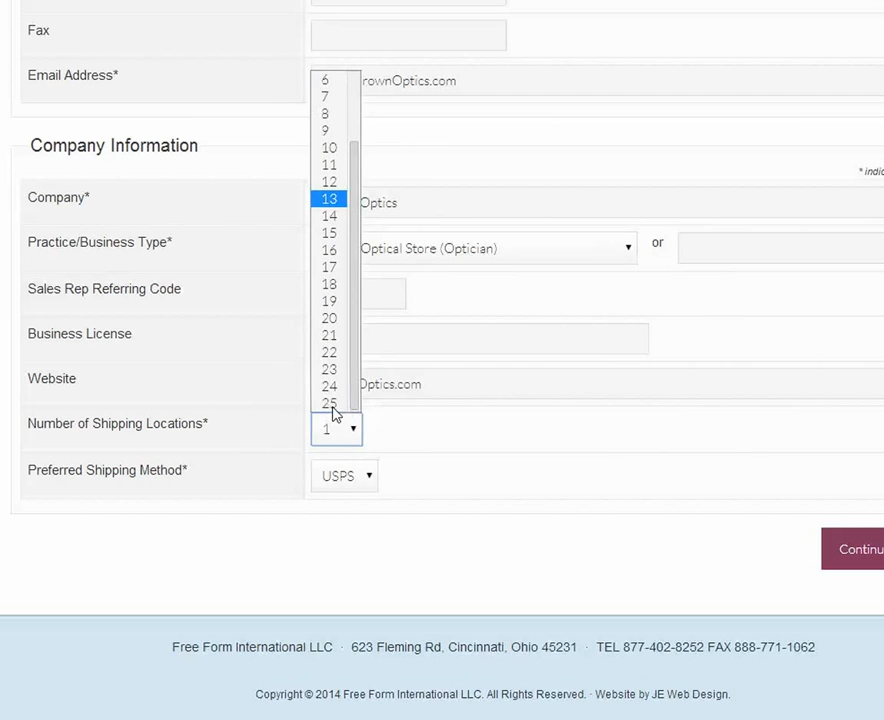 Fax
Email Address*
rownOptics.com
Company Information
* indic
Company*
Optics
Practice/Business Type*
Optical Store (Optician)
or
Sales Rep Referring Code
Business License
Website
Optics.com
Number of Shipping Locations*
6
7
8
9
10
11
12
13
14
15
16
17
18
19
20
21
22
23
24
25
1
Preferred Shipping Method*
USPS
Continu
Free Form International LLC · 623 Fleming Rd, Cincinnati, Ohio 45231 · TEL 877-402-8252 FAX 888-771-1062
Copyright © 2014 Free Form International LLC. All Rights Reserved. · Website by JE Web Design.